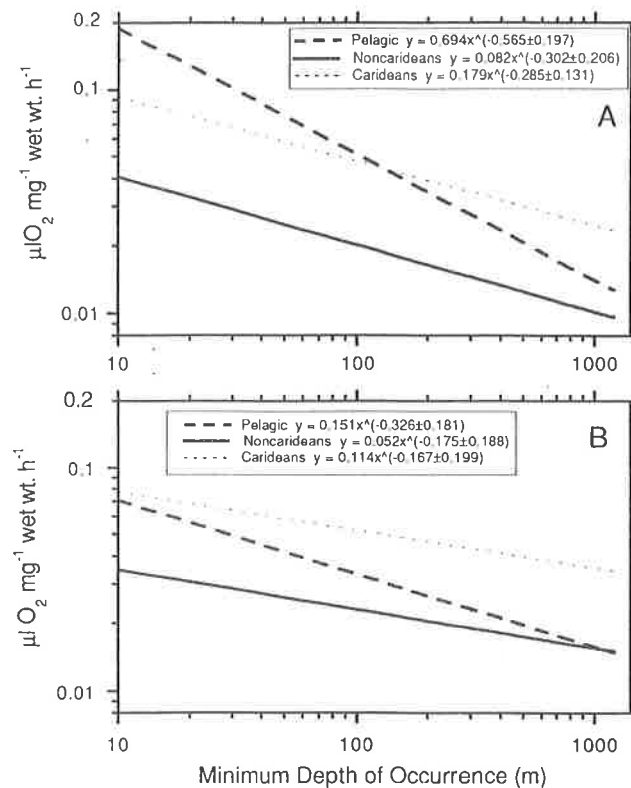 0.2
Pelagic y = 0.694x^(-0.565±0.197)
Noncarideans y = 0.082x^(-0.302±0.206)
Carideans y = 0.179x^(-0.285±0.131)
0.1
A
µlO2 mg-1 wet wt. h-1
0.01
10
100
1000
0.2
Pelagic y = 0.151x^(-0.326±0.181)
Noncarideans y = 0.052x^(-0.175±0.188)
Carideans y = 0.114x^(-0.167±0.199)
B
0.1
µl O2 mg-1 wet wt. h-1
0.01
10
100
1000
Minimum Depth of Occurrence (m)